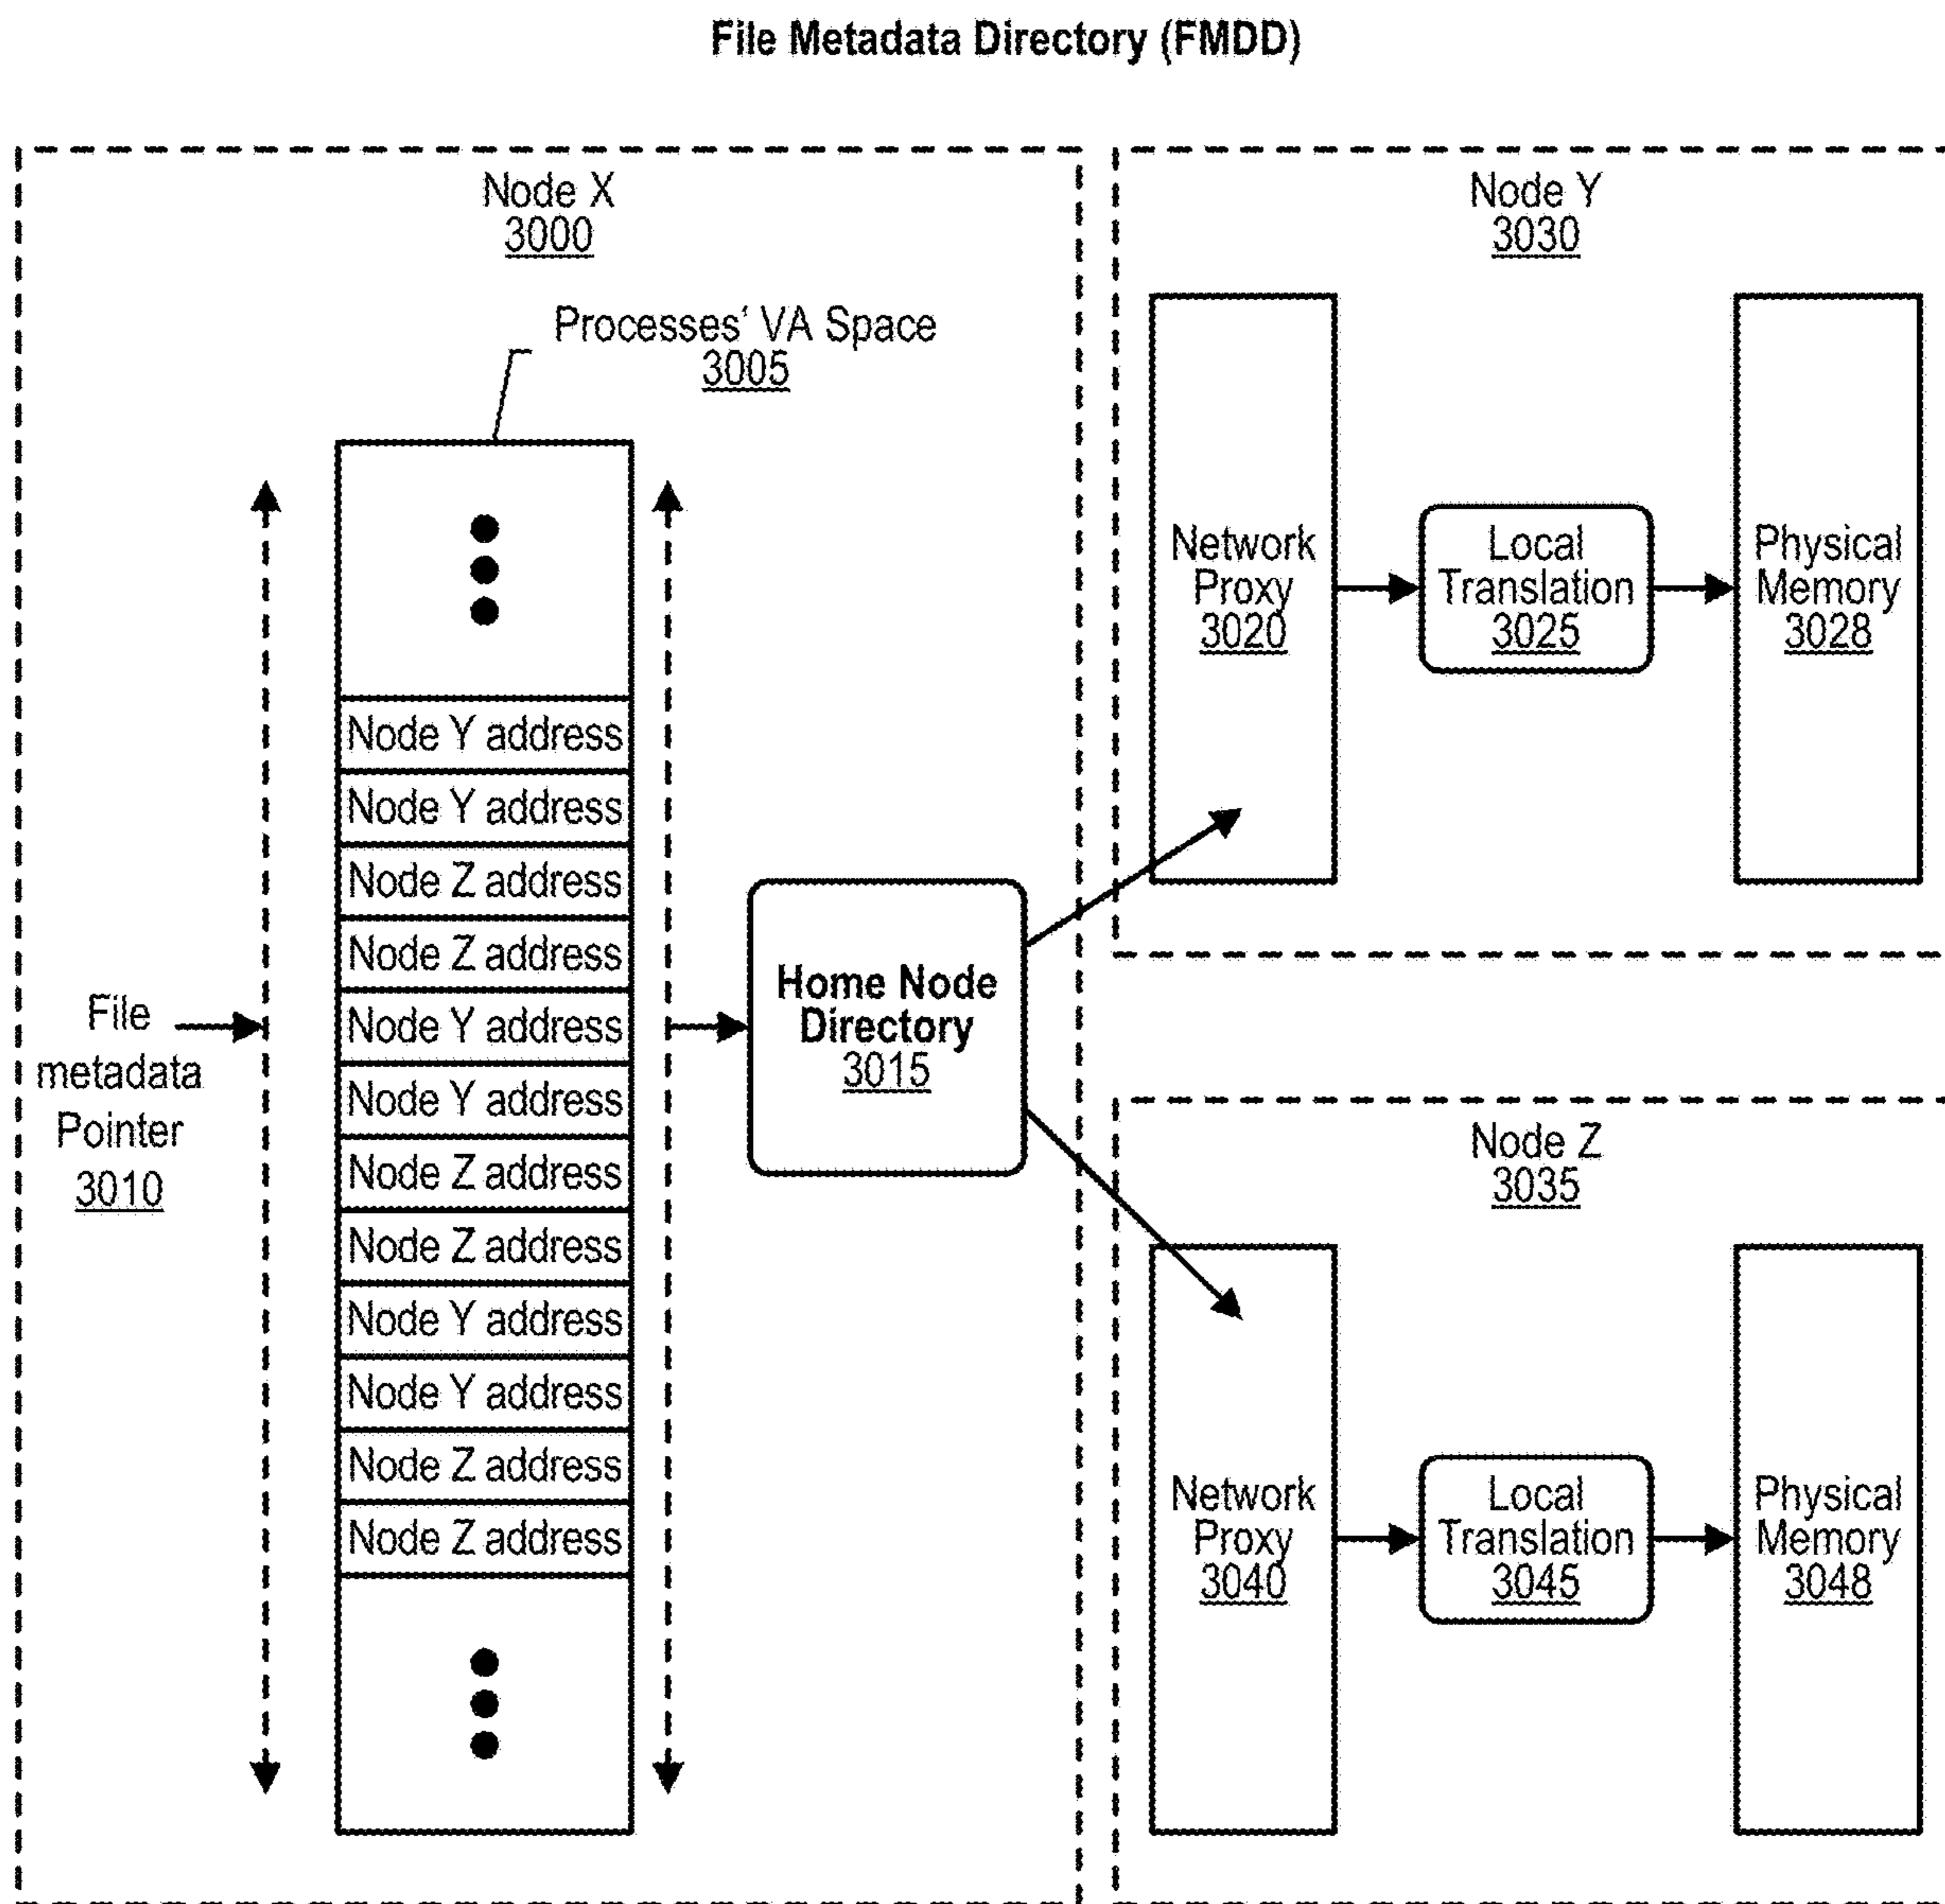 File Metadata Directory (FMDD)
Node X
3000
Processes' VA Space
3005
Node Y address
Node Y address
Node Z address
Node Z address
Node Y address
Node Y address
Node Z address
Node Z address
Node Y address
Node Y address
Node Z address
Node Z address
File
metadata
Pointer
3010
Home Node
Directory
3015
Node Y
3030
Network
Proxy
3020
Local
Translation
3025
Physical
Memory
3028
Node Z
3035
Network
Proxy
3040
Local
Translation
3045
Physical
Memory
3048